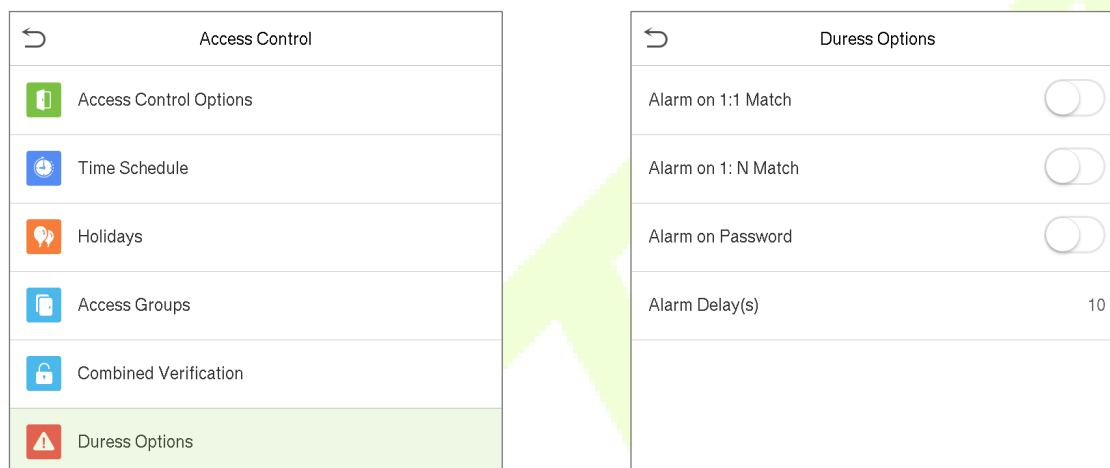 Access Control
Access Control Options
Time Schedule
Holidays
Access Groups
Combined Verification
Duress Options
Duress Options
Alarm on 1:1 Match
Alarm on 1: N Match
Alarm on Password
Alarm Delay(s) 10